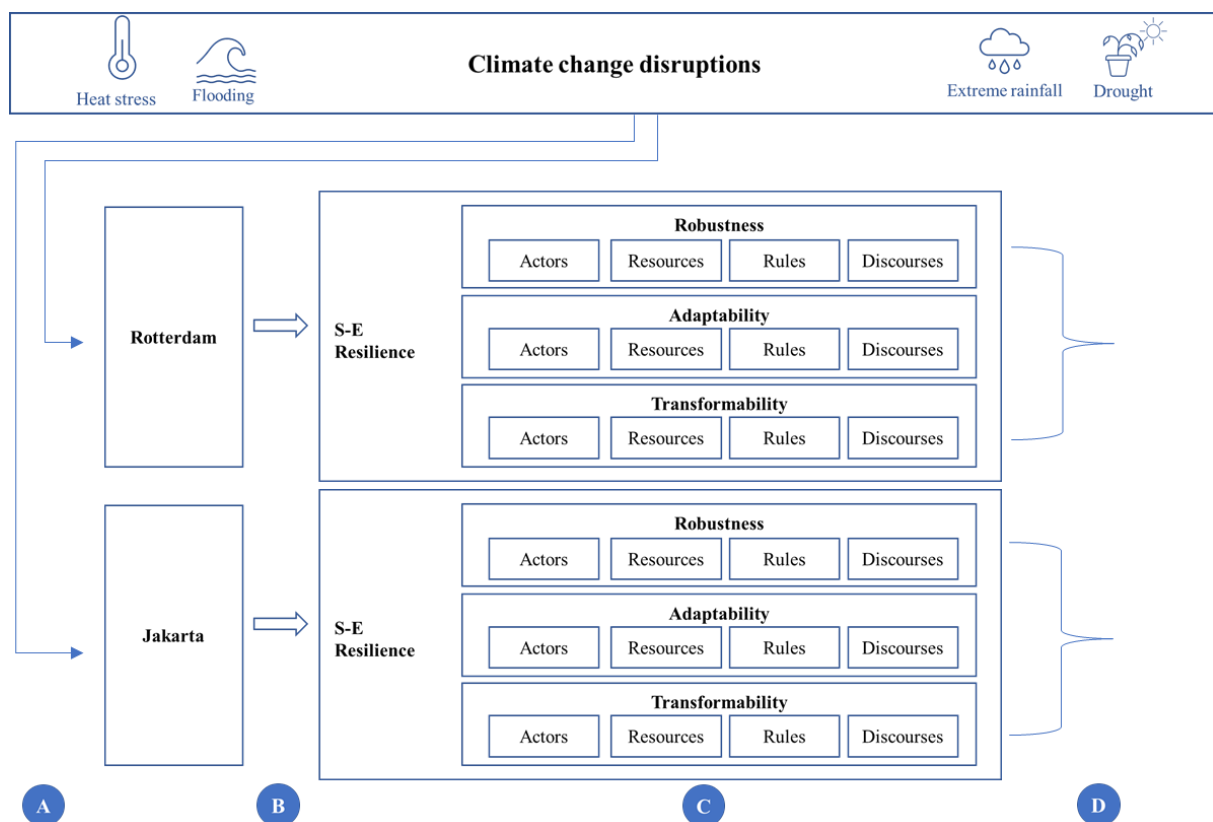 Climate change disruptions
Heat stress
Flooding
Extreme rainfall
Drought
Rotterdam
S-E
Resilience
Robustness
Actors
Resources
Rules
Discourses
Adaptability
Actors
Resources
Rules
Discourses
Transformability
Actors
Resources
Rules
Discourses
Jakarta
S-E
Resilience
Robustness
Actors
Resources
Rules
Discourses
Adaptability
Actors
Resources
Rules
Discourses
Transformability
Actors
Resources
Rules
Discourses
A
B
C
D